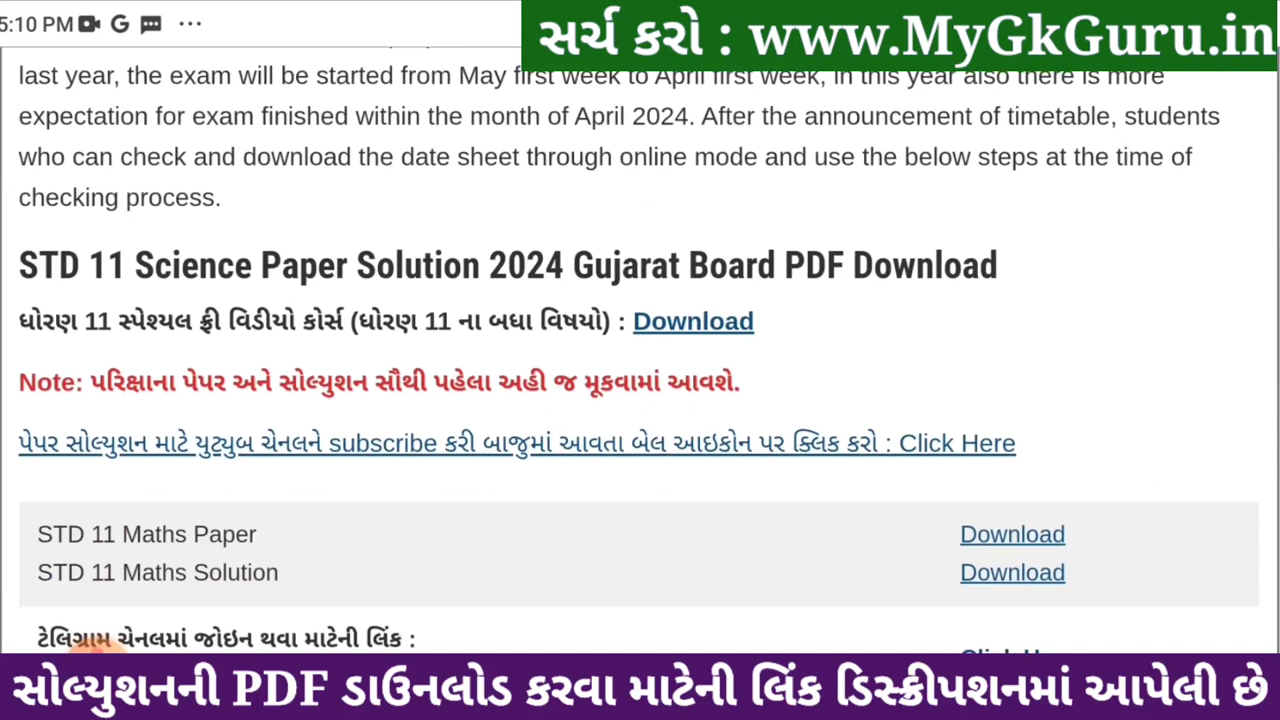 5:10 PM G ...
સર્ચ કરો : www.MyGkGuru.in
last year, the exam will be started from May first week to April first week, in this year also there is more
expectation for exam finished within the month of April 2024. After the announcement of timetable, students
who can check and download the date sheet through online mode and use the below steps at the time of
checking process.
STD 11 Science Paper Solution 2024 Gujarat Board PDF Download
ધોરણ 11 સ્પેશ્યલ ફ્રી વિડીયો કોર્સ (ધોરણ 11 ના બધા વિષયો) : Download
Note: પરિક્ષાના પેપર અને સોલ્યુશન સૌથી પહેલા અહી જ મૂકવામાં આવશે.
પેપર સોલ્યુશન માટે યુટ્યુબ ચેનલને subscribe કરી બાજુમાં આવતા બેલ આઇકોન પર ક્લિક કરો : Click Here
STD 11 Maths Paper Download
STD 11 Maths Solution Download
ટેલિગ્રામ ચેનલમાં જોઇન થવા માટેની લિંક :
સોલ્યુશનની PDF ડાઉનલોડ કરવા માટેની લિંક ડિસ્ક્રીપશનમાં આપેલી છે